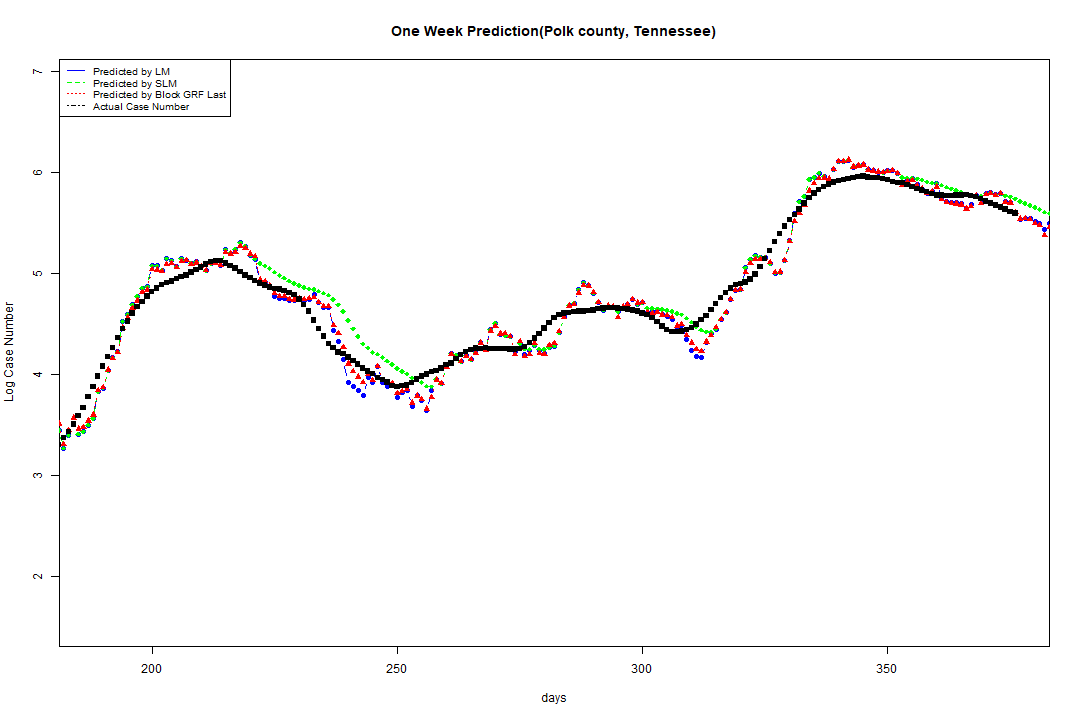 One Week Prediction(Polk county, Tennessee)
Predicted by LM
Predicted by SLM
Predicted by Block GRF Last
Actual Case Number
7
6
5
4
3
2
Log Case Number
200 250 300 350
days